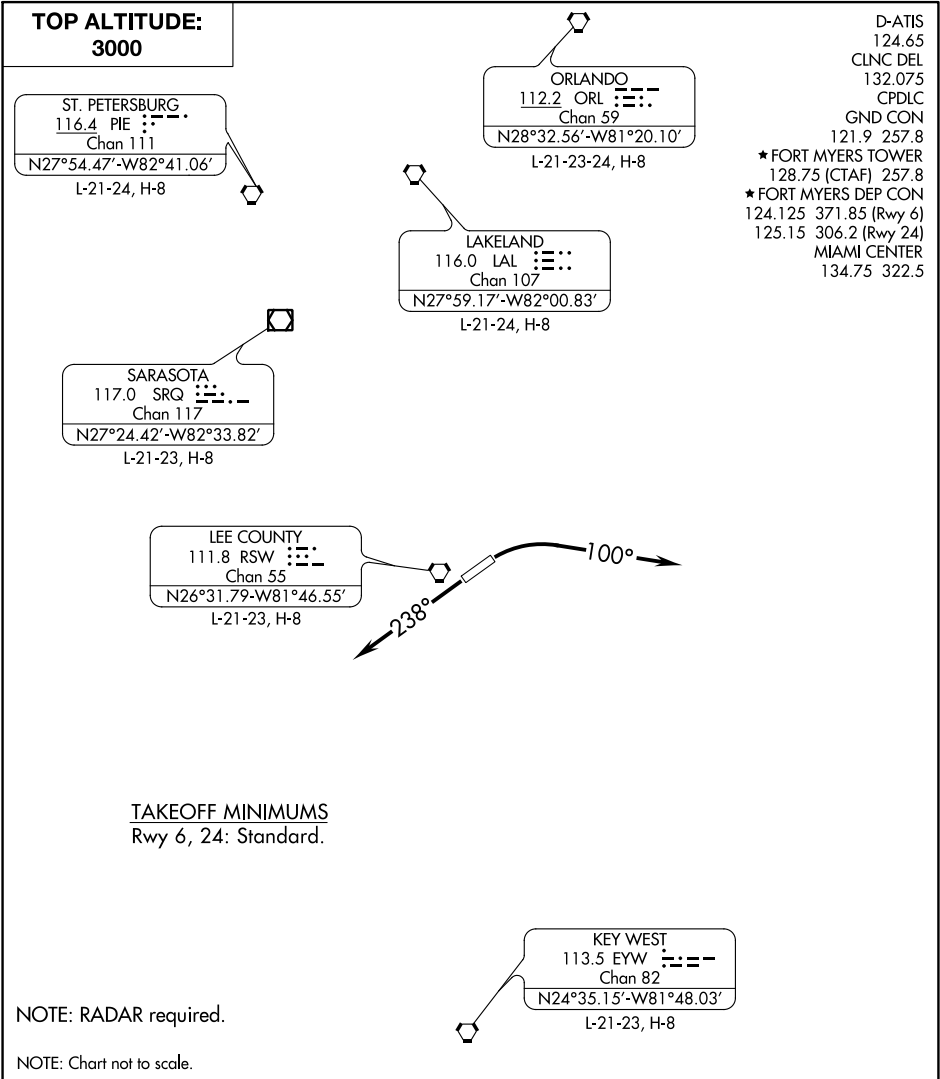 TOP ALTITUDE:
3000
D-ATIS
124.65
CLNC DEL
132.075
CPDLC
GND CON
121.9 257.8
★ FORT MYERS TOWER
128.75 (CTAF) 257.8
★ FORT MYERS DEP CON
124.125 371.85 (Rwy 6)
125.15 306.2 (Rwy 24)
MIAMI CENTER
134.75 322.5
ORLANDO
112.2 ORL
Chan 59
N28°32.56'-W81°20.10'
L-21-23-24, H-8
ST. PETERSBURG
116.4 PIE
Chan 111
N27°54.47'-W82°41.06'
L-21-24, H-8
LAKELAND
116.0 LAL
Chan 107
N27°59.17'-W82°00.83'
L-21-24, H-8
SARASOTA
117.0 SRQ
Chan 117
N27°24.42'-W82°33.82'
L-21-23, H-8
LEE COUNTY
111.8 RSW
Chan 55
N26°31.79-W81°46.55'
L-21-23, H-8
100°
238°
TAKEOFF MINIMUMS
Rwy 6, 24: Standard.
KEY WEST
113.5 EYW
Chan 82
N24°35.15'-W81°48.03'
L-21-23, H-8
NOTE: RADAR required.
NOTE: Chart not to scale.